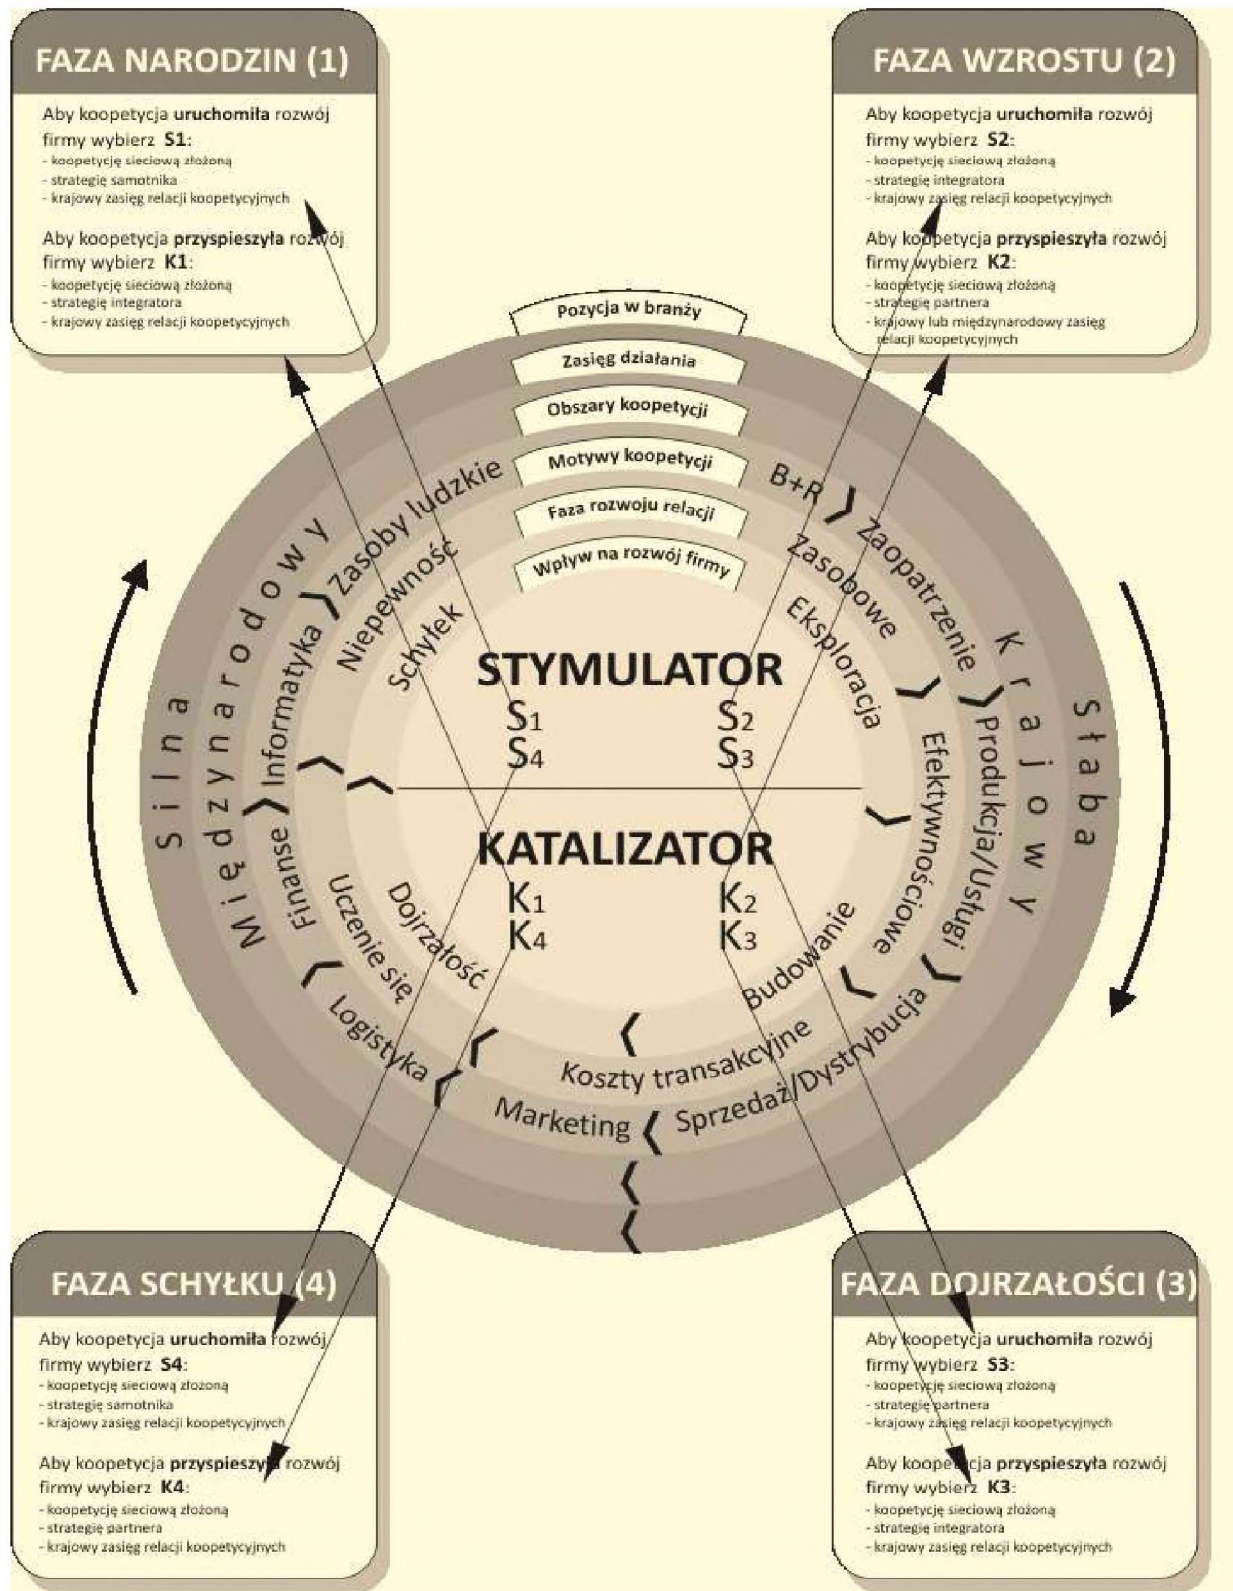 FAZA NARODZIN (1)
Aby koopetycja uruchomiła rozwój
firmy wybierz S1:
- koopetycję sieciową złożoną
- strategię samotnika
- krajowy zasięg relacji koopetycyjnych
Aby koopetycja przyspieszyła rozwój
firmy wybierz K1:
- koopetycję sieciową złożoną
- strategię integratora
- krajowy zasięg relacji koopetycyjnych
FAZA WZROSTU (2)
Aby koopetycja uruchomiła rozwój
firmy wybierz S2:
- koopetycję sieciową złożoną
- strategię integratora
- krajowy zasięg relacji koopetycyjnych
Aby koopetycja przyspieszyła rozwój
firmy wybierz K2:
- koopetycję sieciową złożoną
- strategię partnera
- krajowy lub międzynarodowy zasięg
relacji koopetycyjnych
Pozycja w branży
Zasięg działania
Obszary koopetycji
Motywy koopetycji
Faza rozwoju relacji
Wpływ na rozwój firmy
Silna
Słaba
Międzynarodowy
Krajowy
B+R
Zaopatrzenie
Produkcja/Usługi
Sprzedaż/Dystrybucja
Marketing
Logistyka
Finanse
Informatyka
Zasoby ludzkie
Zasobowe
Efektywnościowe
Koszty transakcyjne
Uczenie się
Niepewność
Eksploracja
Budowanie
Dojrzałość
Schyłek
STYMULATOR
S1 S2
S4 S3
KATALIZATOR
K1 K2
K4 K3
FAZA SCHYŁKU (4)
Aby koopetycja uruchomiła rozwój
firmy wybierz S4:
- koopetycję sieciową złożoną
- strategię samotnika
- krajowy zasięg relacji koopetycyjnych
Aby koopetycja przyspieszyła rozwój
firmy wybierz K4:
- koopetycję sieciową złożoną
- strategię partnera
- krajowy zasięg relacji koopetycyjnych
FAZA DOJRZAŁOŚCI (3)
Aby koopetycja uruchomiła rozwój
firmy wybierz S3:
- koopetycję sieciową złożoną
- strategię partnera
- krajowy zasięg relacji koopetycyjnych
Aby koopetycja przyspieszyła rozwój
firmy wybierz K3:
- koopetycję sieciową złożoną
- strategię integratora
- krajowy zasięg relacji koopetycyjnych